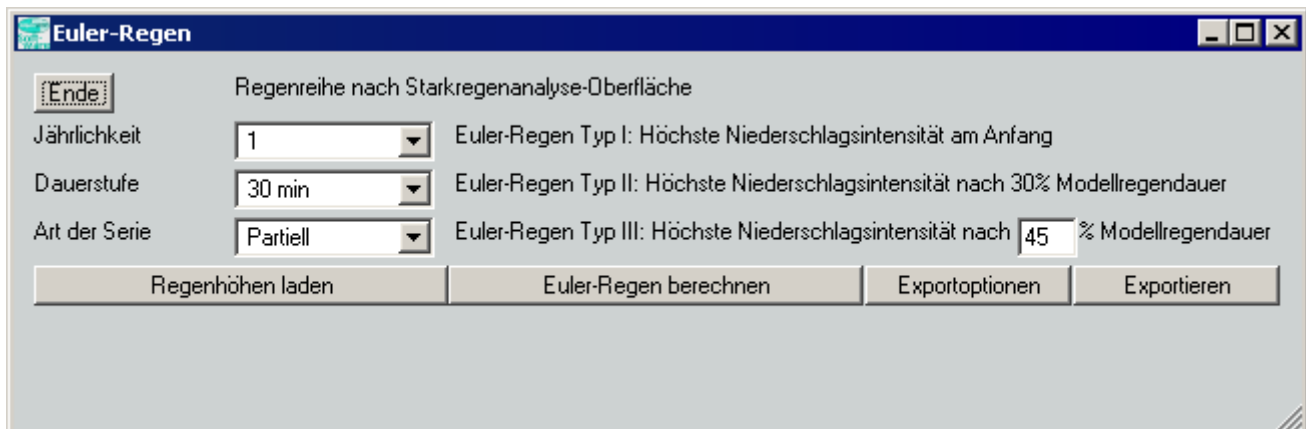 Euler-Regen
Ende Regenreihe nach Starkregenanalyse-Oberfläche
Jährlichkeit 1 Euler-Regen Typ I: Höchste Niederschlagsintensität am Anfang
Dauerstufe 30 min Euler-Regen Typ II: Höchste Niederschlagsintensität nach 30% Modellregendauer
Art der Serie Partiell Euler-Regen Typ III: Höchste Niederschlagsintensität nach 45 % Modellregendauer
Regenhöhen laden Euler-Regen berechnen Exportoptionen Exportieren